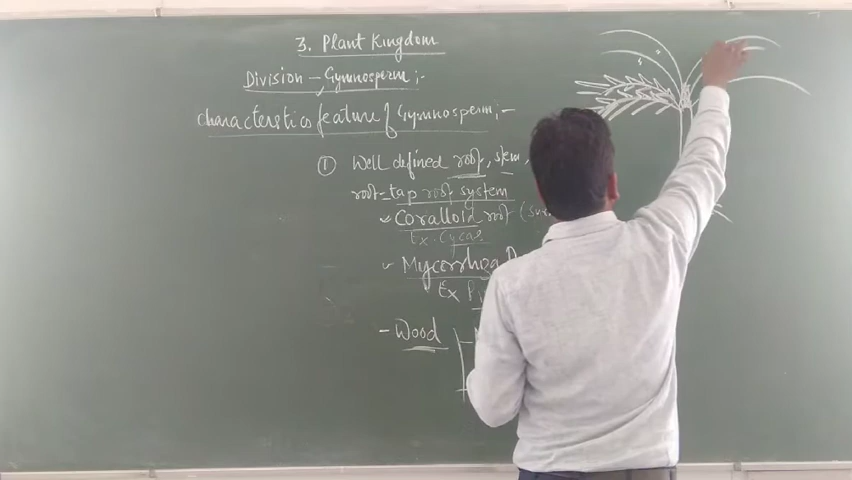 3. Plant Kingdom
Division - Gymnosperm :-
characteristics feature of Gymnosperm :-
① Well defined root, stem,
root - tap root system
Coralloid root (
Ex. Cycas
Mycorrhiza
Ex
- Wood